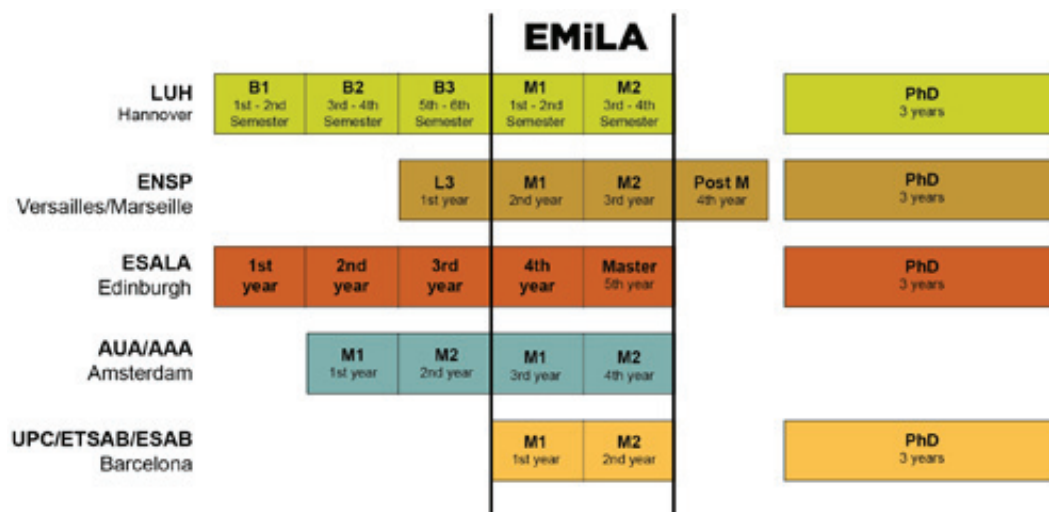 EMiLA
LUH
Hannover
B1
1st - 2nd
Semester
B2
3rd - 4th
Semester
B3
5th - 6th
Semester
M1
1st - 2nd
Semester
M2
3rd - 4th
Semester
PhD
3 years
ENSP
Versailles/Marseille
L3
1st year
M1
2nd year
M2
3rd year
Post M
4th year
PhD
3 years
ESALA
Edinburgh
1st
year
2nd
year
3rd
year
4th
year
Master
5th year
PhD
3 years
AUA/AAA
Amsterdam
M1
1st year
M2
2nd year
M1
3rd year
M2
4th year
UPC/ETSAB/ESAB
Barcelona
M1
1st year
M2
2nd year
PhD
3 years